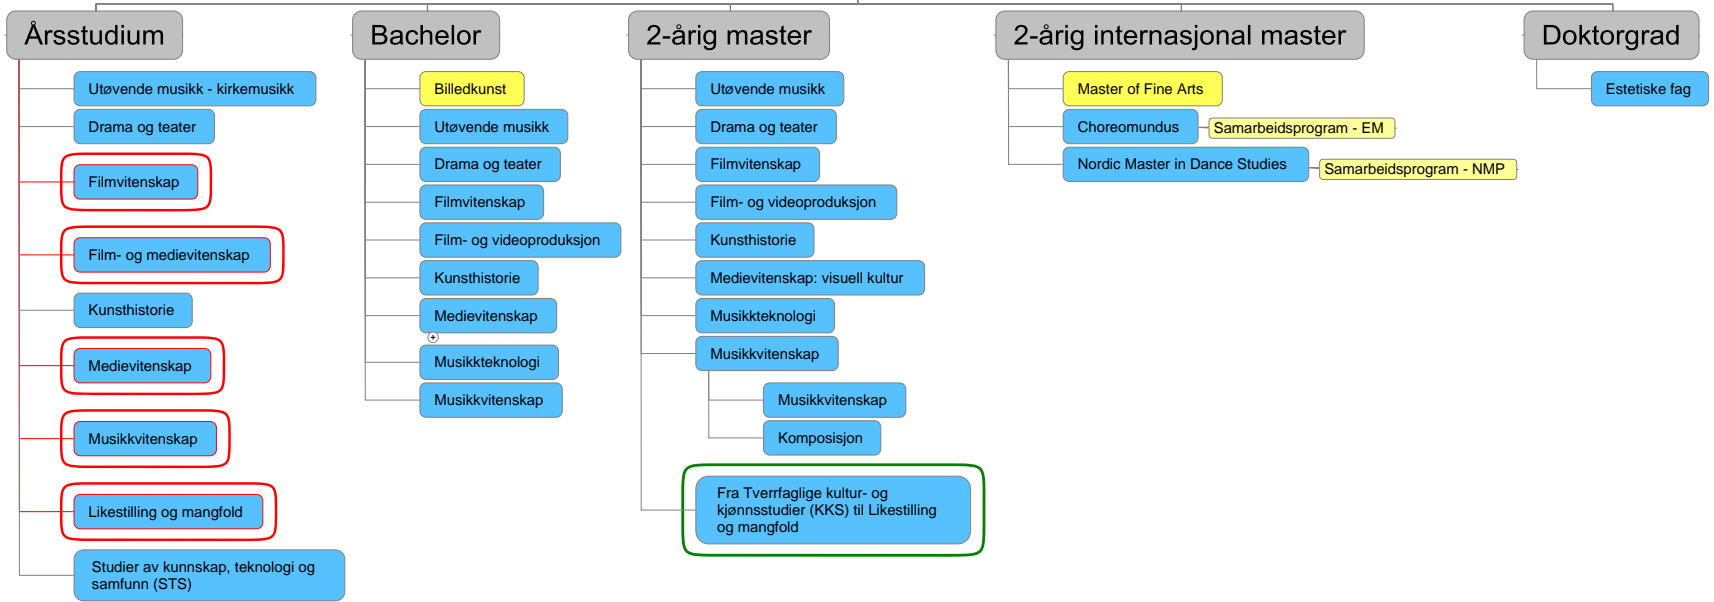 Årsstudium
Utøvende musikk - kirkemusikk
Drama og teater
Filmvitenskap
Film- og medievitenskap
Kunsthistorie
Medievitenskap
Musikkvitenskap
Likestilling og mangfold
Studier av kunnskap, teknologi og
samfunn (STS)
Bachelor
Billedkunst
Utøvende musikk
Drama og teater
Filmvitenskap
Film- og videoproduksjon
Kunsthistorie
Medievitenskap
Musikkteknologi
Musikkvitenskap
2-årig master
Utøvende musikk
Drama og teater
Filmvitenskap
Film- og videoproduksjon
Kunsthistorie
Medievitenskap: visuell kultur
Musikkteknologi
Musikkvitenskap
Musikkvitenskap
Komposisjon
Fra Tverrfaglige kultur- og
kjønnsstudier (KKS) til Likestilling
og mangfold
2-årig internasjonal master
Master of Fine Arts
Choreomundus
Samarbeidsprogram - EM
Nordic Master in Dance Studies
Samarbeidsprogram - NMP
Doktorgrad
Estetiske fag